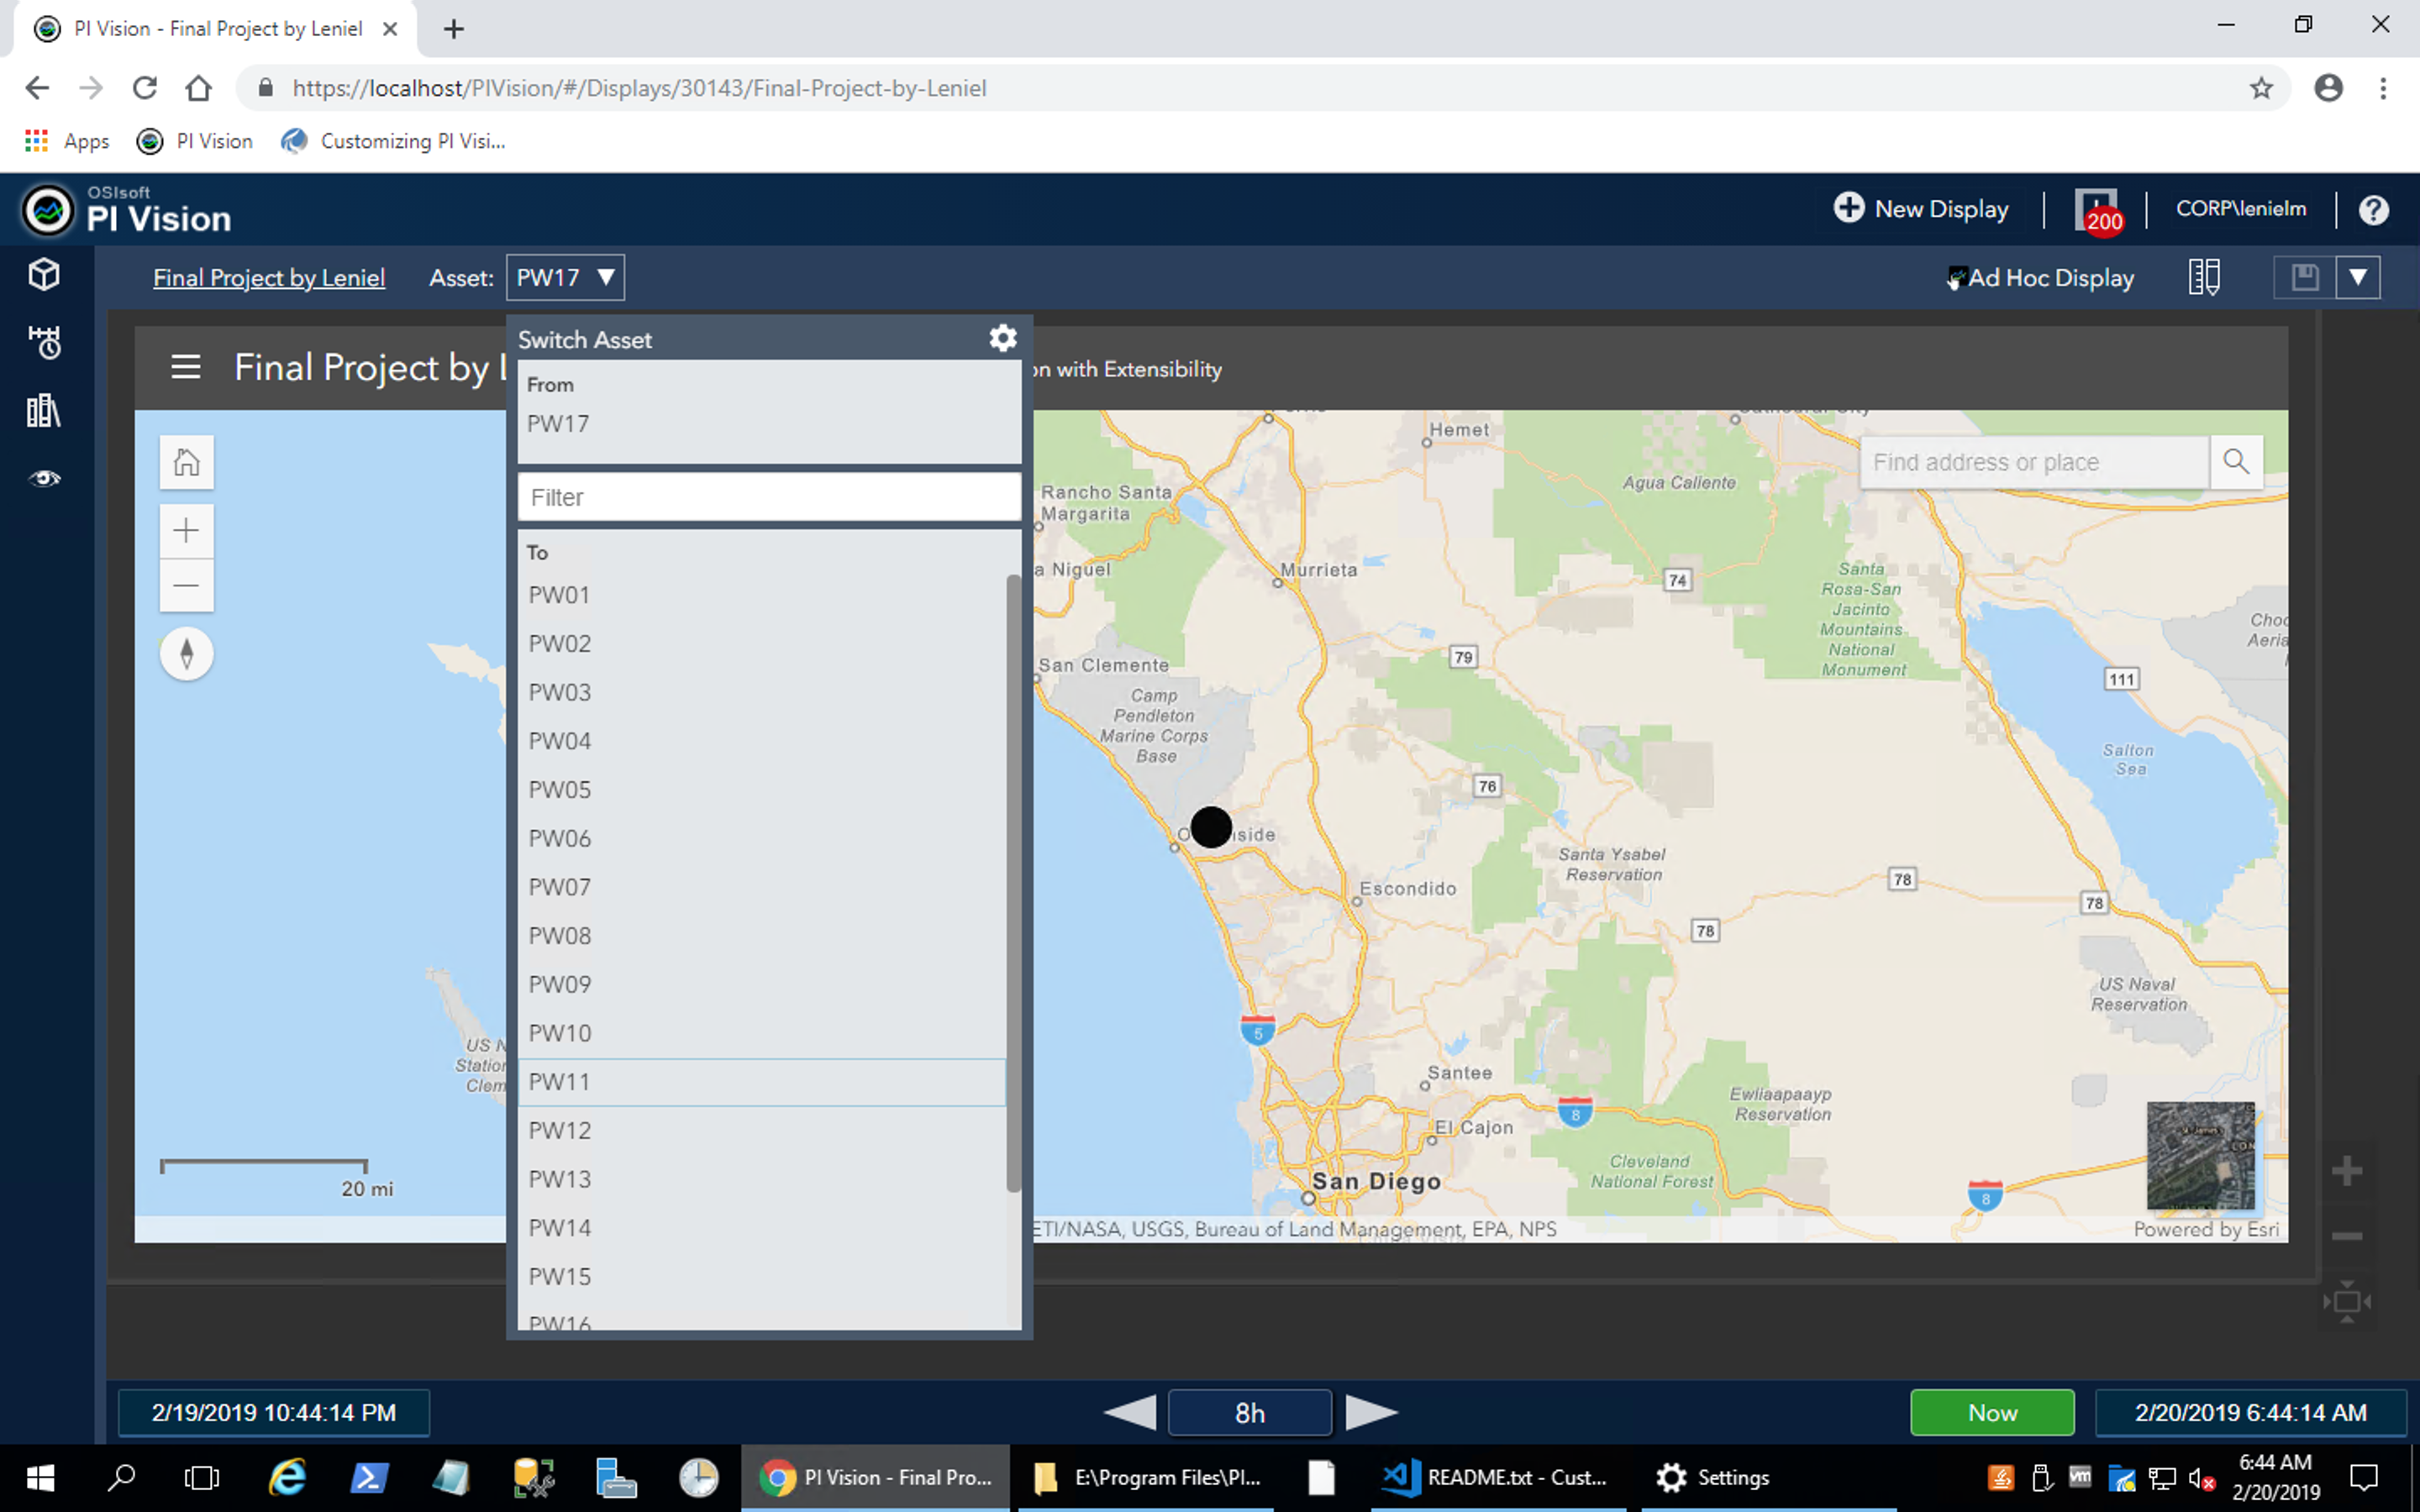 PI Vision - Final Project by Leniel
https://localhost/PIVision/#/Displays/30143/Final-Project-by-Leniel
Apps
PI Vision
Customizing PI Visi...
OSIsoft
PI Vision
New Display
200
CORP\lenielm
Final Project by Leniel
Asset:
PW17
Ad Hoc Display
Final Project by L
on with Extensibility
Switch Asset
From
PW17
Filter
To
PW01
PW02
PW03
PW04
PW05
PW06
PW07
PW08
PW09
PW10
PW11
PW12
PW13
PW14
PW15
PW16
Find address or place
Hemet
Cathedral City
Agua Caliente
Rancho Santa
Margarita
a Niguel
Murrieta
74
Santa
Rosa-San
Jacinto
Mountains
National
Monument
Choc
Aeria
79
111
San Clemente
Camp
Pendleton
Marine Corps
Base
Salton
Sea
76
O side
Santa Ysabel
Reservation
78
Escondido
78
78
US Naval
Reservation
5
US N
Station
Clem
Santee
8
Ewliaapaayp
Reservation
El Cajon
Cleveland
National Forest
San Diego
8
20 mi
ETI/NASA, USGS, Bureau of Land Management, EPA, NPS
Powered by Esri
2/19/2019 10:44:14 PM
8h
Now
2/20/2019 6:44:14 AM
PI Vision - Final Pro...
E:\Program Files\PI...
README.txt - Cust...
Settings
vm
6:44 AM
2/20/2019